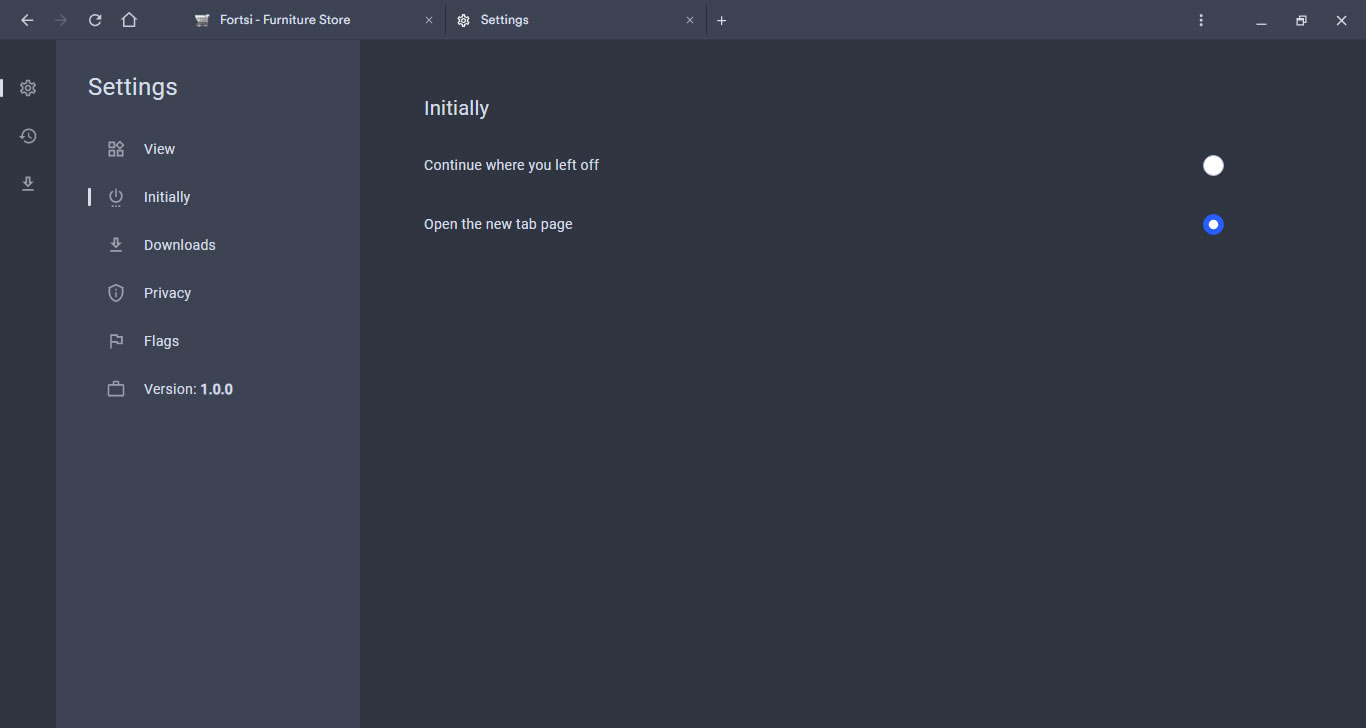 Fortsi - Furniture Store
Settings
Settings
View
Initially
Downloads
Privacy
Flags
Version: 1.0.0
Initially
Continue where you left off
Open the new tab page